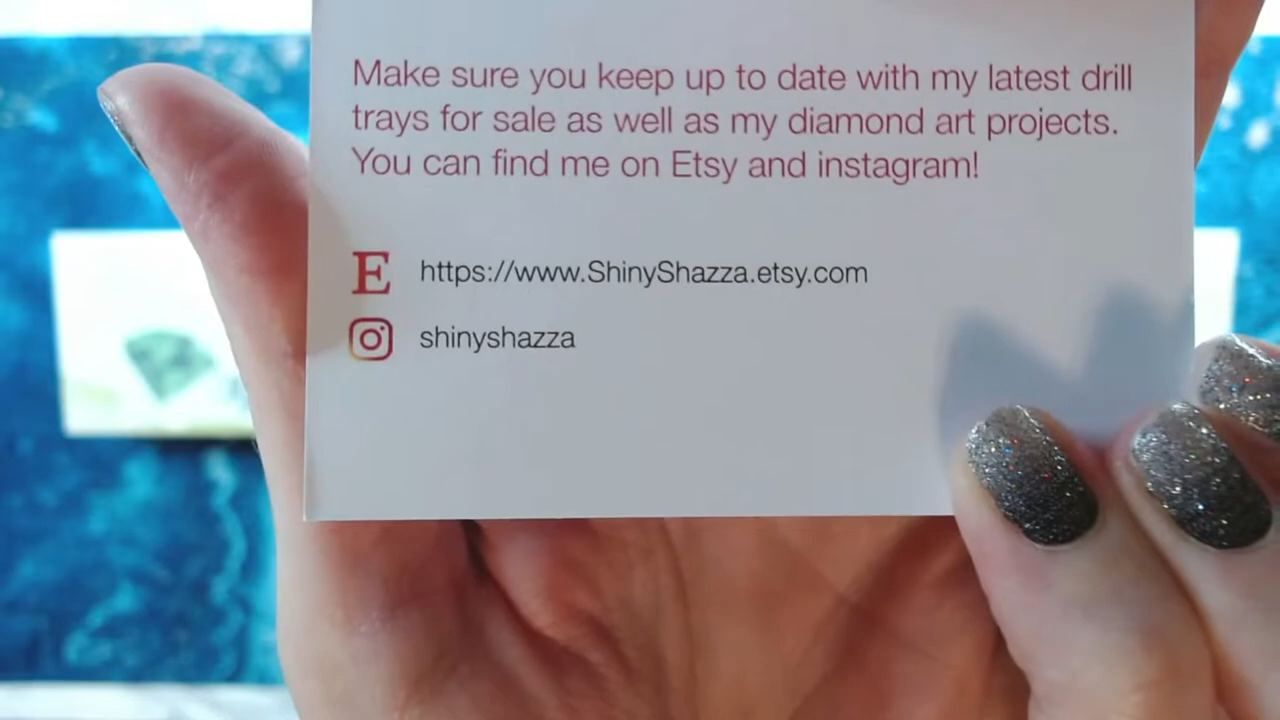 Make sure you keep up to date with my latest drill
trays for sale as well as my diamond art projects.
You can find me on Etsy and instagram!
E https://www.ShinyShazza.etsy.com
shinyshazza